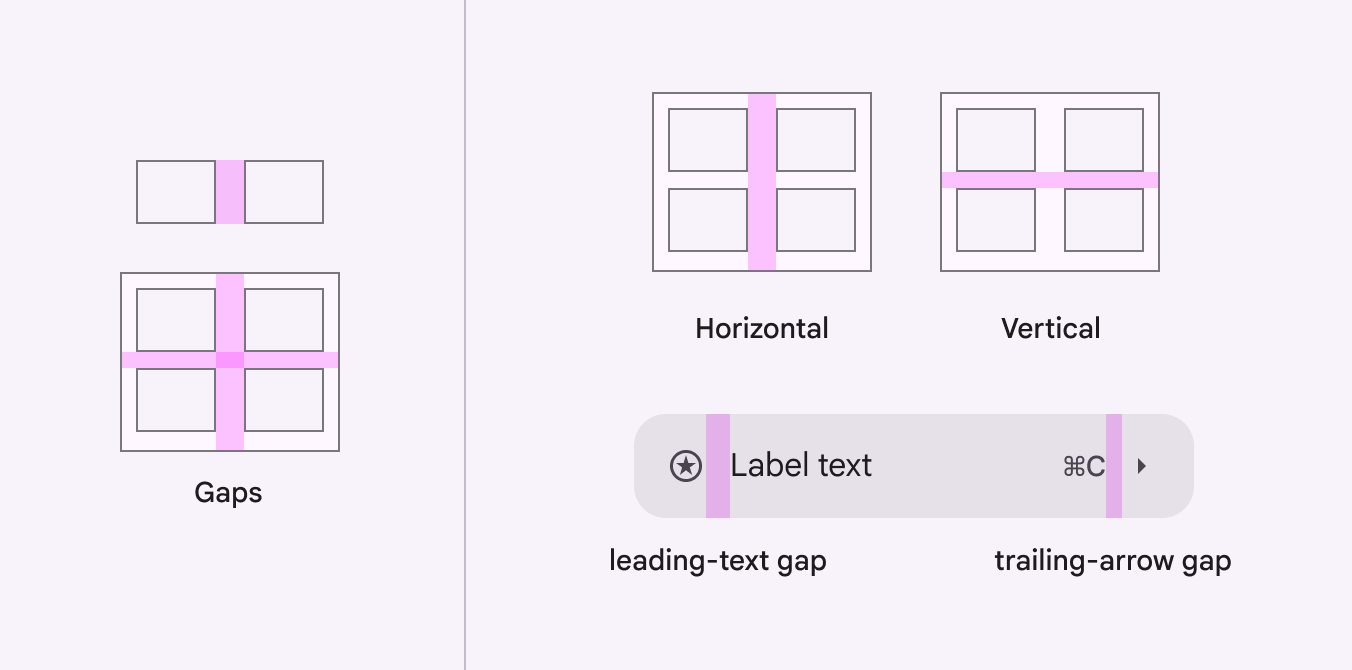 Gaps
Horizontal
Vertical
Label text
⌘C
leading-text gap
trailing-arrow gap